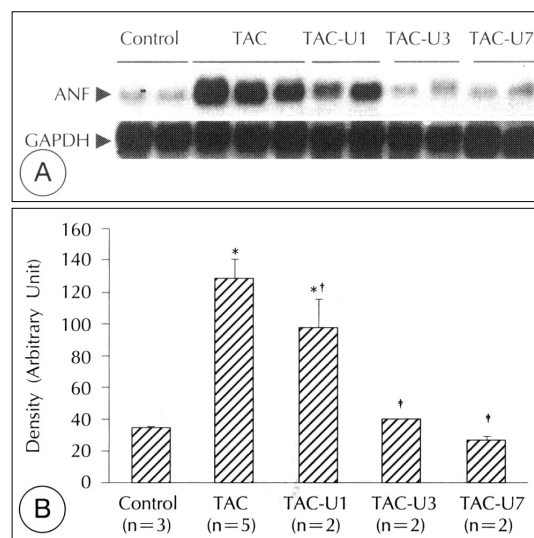 Control TAC TAC-U1 TAC-U3 TAC-U7
ANF
GAPDH
A
160
140
120
100
80
60
40
20
0
Density (Arbitrary Unit)
*
*†
‡
‡
Control TAC TAC-U1 TAC-U3 TAC-U7
(n=3) (n=5) (n=2) (n=2) (n=2)
B